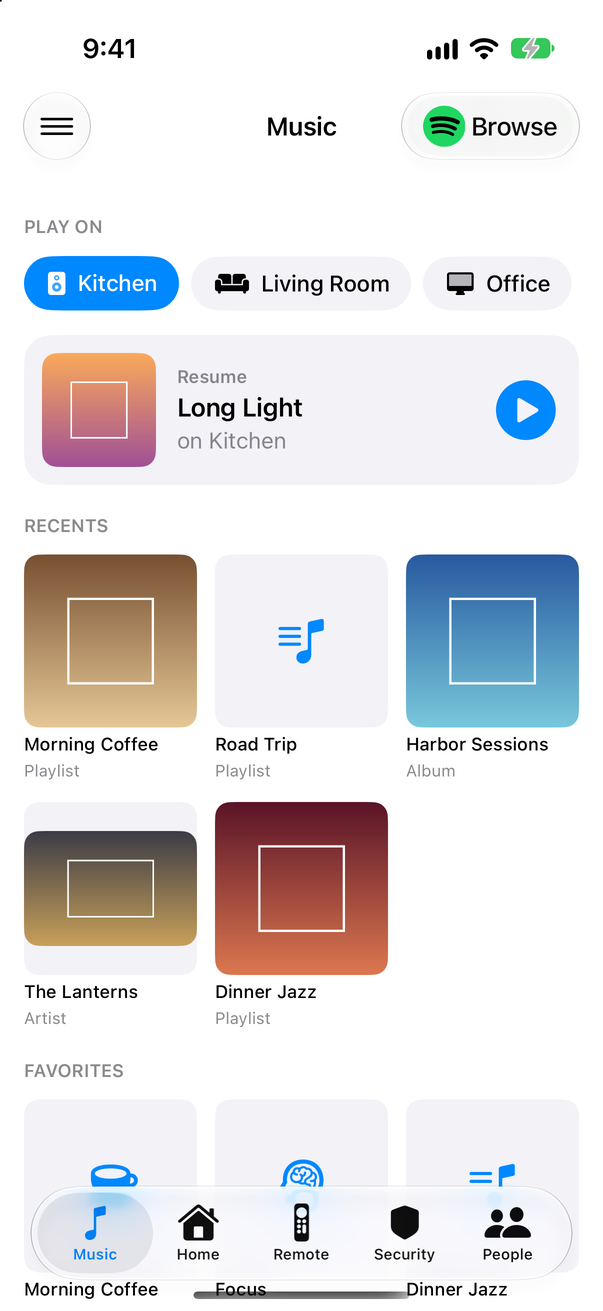 9:41
Music
Browse
PLAY ON
Kitchen
Living Room
Office
Resume
Long Light
on Kitchen
RECENTS
Morning Coffee
Playlist
Road Trip
Playlist
Harbor Sessions
Album
The Lanterns
Artist
Dinner Jazz
Playlist
FAVORITES
Music
Home
Remote
Security
People
Morning Coffee
Focus
Dinner Jazz